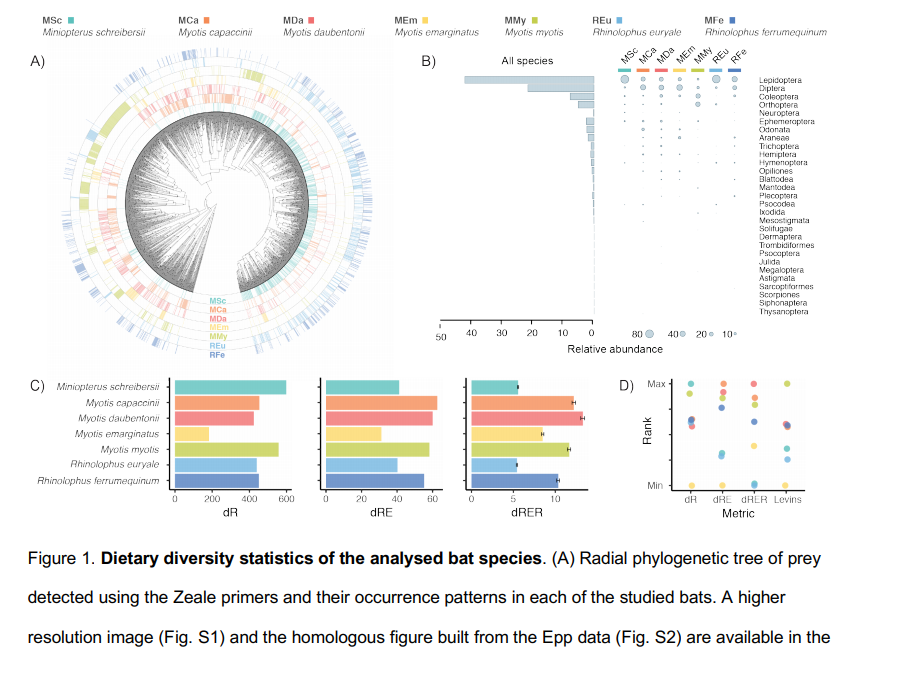 MSc MCa MDa MEm MMy REu MFe
Miniopterus schreibersii Myotis capaccinii Myotis daubentonii Myotis emarginatus Myotis myotis Rhinolophus euryale Rhinolophus ferrumequinum
A)
MSc
MCa
MDa
MEm
MMy
REu
RFe
B)
All species
MSc MCa MDa MEm MMy REu RFe
Lepidoptera
Diptera
Coleoptera
Orthoptera
Neuroptera
Ephemeroptera
Odonata
Araneae
Trichoptera
Hemiptera
Hymenoptera
Opiliones
Blattodea
Mantodea
Plecoptera
Psocodea
Ixodida
Mesostigmata
Solifugae
Dermaptera
Trombidiformes
Psocoptera
Julida
Megaloptera
Astigmata
Sarcoptiformes
Scorpiones
Siphonaptera
Thysanoptera
50 40 30 20 10 0
80 40 20 10
Relative abundance
C)
Miniopterus schreibersii
Myotis capaccinii
Myotis daubentonii
Myotis emarginatus
Myotis myotis
Rhinolophus euryale
Rhinolophus ferrumequinum
0 200 400 600
dR
0 20 40 60
dRE
0 5 10
dRER
D)
Max
Rank
Min
dR dRE dRER Levins
Metric
Figure 1. Dietary diversity statistics of the analysed bat species. (A) Radial phylogenetic tree of prey
detected using the Zeale primers and their occurrence patterns in each of the studied bats. A higher
resolution image (Fig. S1) and the homologous figure built from the Epp data (Fig. S2) are available in the